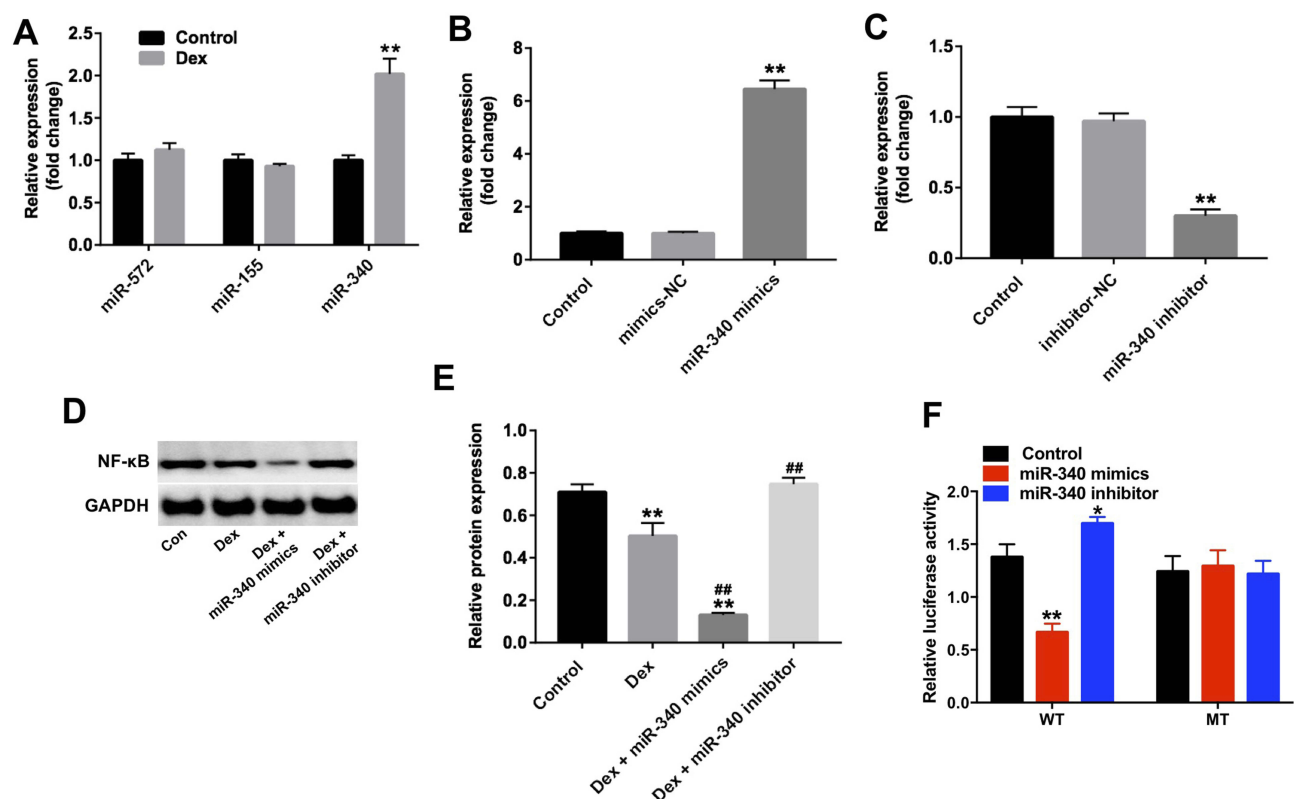 A
Control
Dex
Relative expression
(fold change)
2.5
2.0
1.5
1.0
0.5
0.0
**
miR-572
miR-155
miR-340
B
Relative expression
(fold change)
8
6
4
2
1
0
**
Control
mimics-NC
miR-340 mimics
C
Relative expression
(fold change)
1.5
1.0
0.5
0.0
**
Control
inhibitor-NC
miR-340 inhibitor
D
NF-κB
GAPDH
Con
Dex
Dex +
miR-340 mimics
Dex +
miR-340 inhibitor
E
Relative protein expression
1.0
0.8
0.6
0.4
0.2
0.0
**
##
**
##
Control
Dex
Dex + miR-340 mimics
Dex + miR-340 inhibitor
F
Control
miR-340 mimics
miR-340 inhibitor
Relative luciferase activity
2.0
1.5
1.0
0.5
0.0
**
*
WT
MT